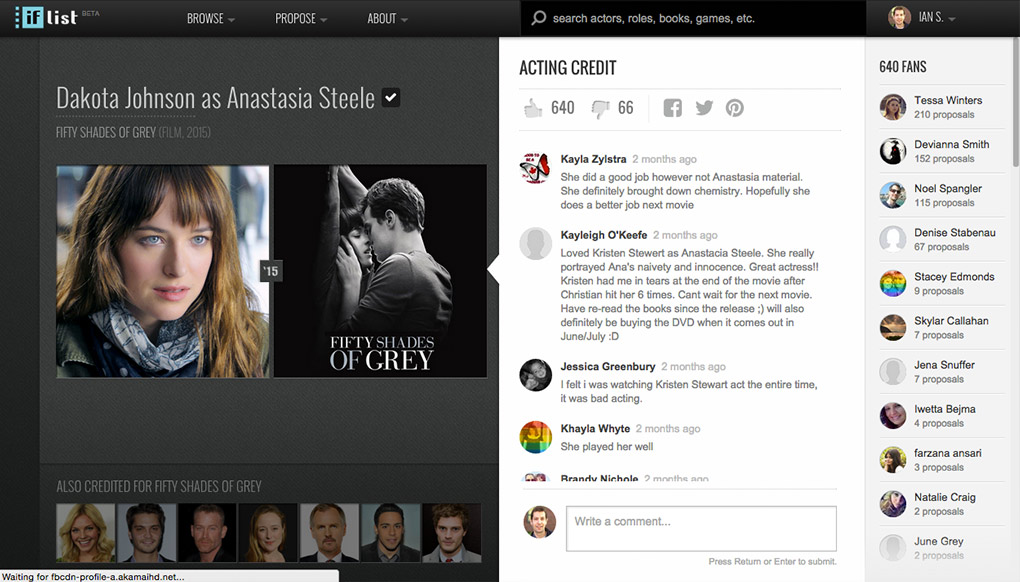 if list BETA
BROWSE
PROPOSE
ABOUT
search actors, roles, books, games, etc.
IAN S.
Dakota Johnson as Anastasia Steele
FIFTY SHADES OF GREY (FILM, 2015)
'15
FIFTY SHADES
OF GREY
ALSO CREDITED FOR FIFTY SHADES OF GREY
Waiting for fbcdn-profile-a.akamaihd.net...
ACTING CREDIT
640
66
Kayla Zylstra 2 months ago
She did a good job however not Anastasia material.
She definitely brought down chemistry. Hopefully she
does a better job next movie
Kayleigh O'Keefe 2 months ago
Loved Kristen Stewert as Anastacia Steele. She really
portrayed Ana's naivety and innocence. Great actress!!
Kristen had me in tears at the end of the movie after
Christian hit her 6 times. Cant wait for the next movie.
Have re-read the books since the release ;) will also
definitely be buying the DVD when it comes out in
June/July :D
Jessica Greenbury 2 months ago
I felt i was watching Kristen Stewart act the entire time,
it was bad acting.
Khayla Whyte 2 months ago
She played her well
Brandy Nichole 2 months ago
Write a comment...
Press Return or Enter to submit.
640 FANS
Tessa Winters
210 proposals
Devianna Smith
152 proposals
Noel Spangler
115 proposals
Denise Stabenau
67 proposals
Stacey Edmonds
9 proposals
Skylar Callahan
7 proposals
Jena Snuffer
7 proposals
Iwetta Bejma
4 proposals
farzana ansari
3 proposals
Natalie Craig
2 proposals
June Grey
2 proposals